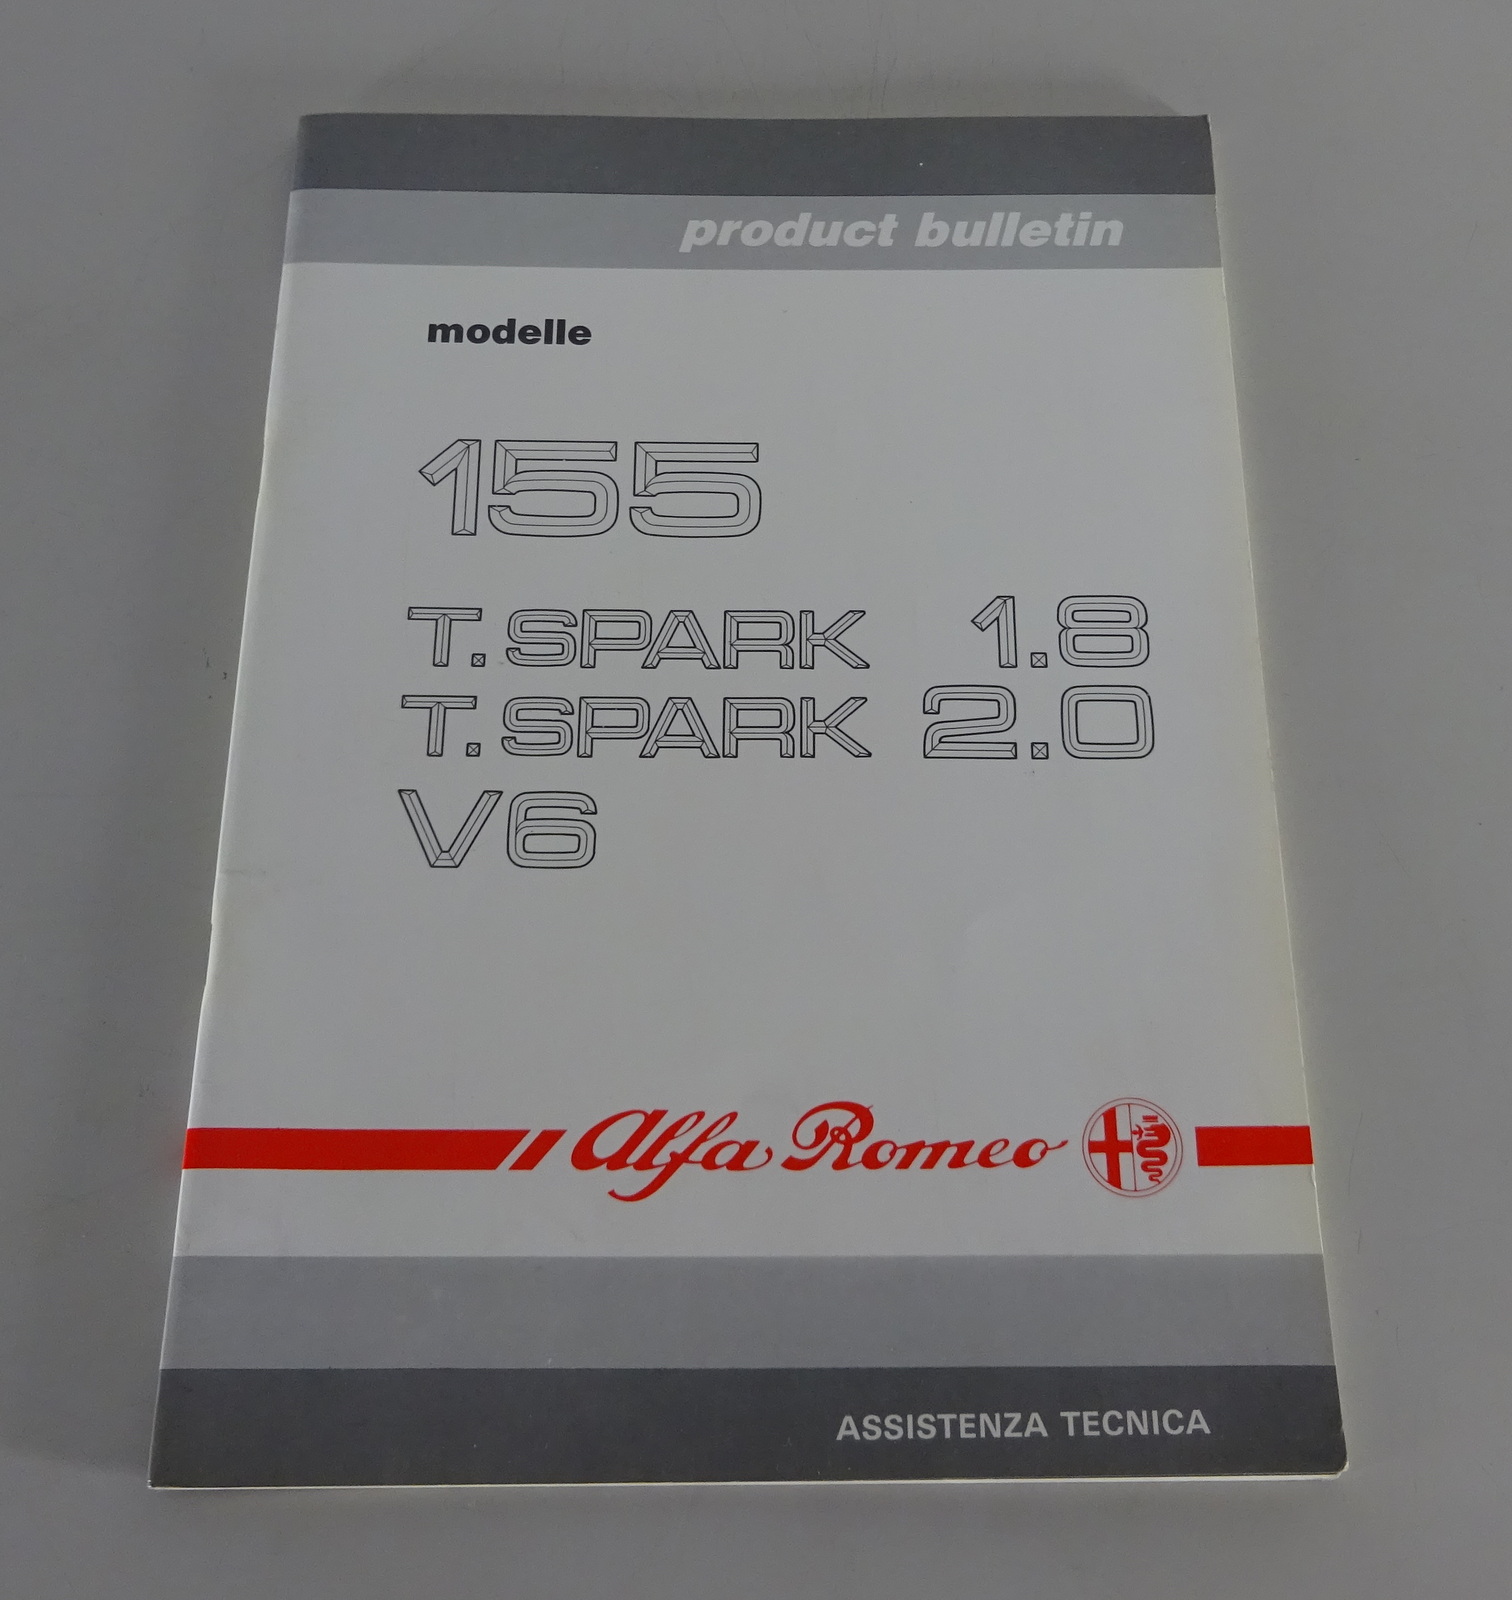 product bulletin
modelle
155
T.SPARK 1.8
T.SPARK 2.0
V6
Alfa Romeo
ASSISTENZA TECNICA